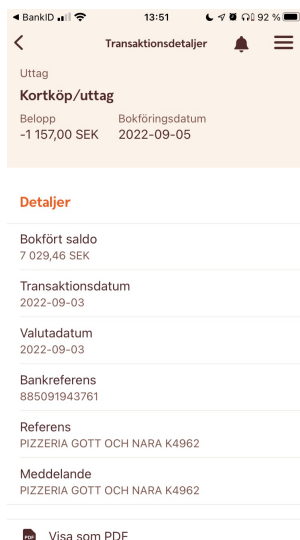 BankID
13:51
92 %
Transaktionsdetaljer
Uttag
Kortköp/uttag
Belopp Bokföringsdatum
-1 157,00 SEK 2022-09-05
Detaljer
Bokfört saldo
7 029,46 SEK
Transaktionsdatum
2022-09-03
Valutadatum
2022-09-03
Bankreferens
885091943761
Referens
PIZZERIA GOTT OCH NARA K4962
Meddelande
PIZZERIA GOTT OCH NARA K4962
PDF Visa som PDF